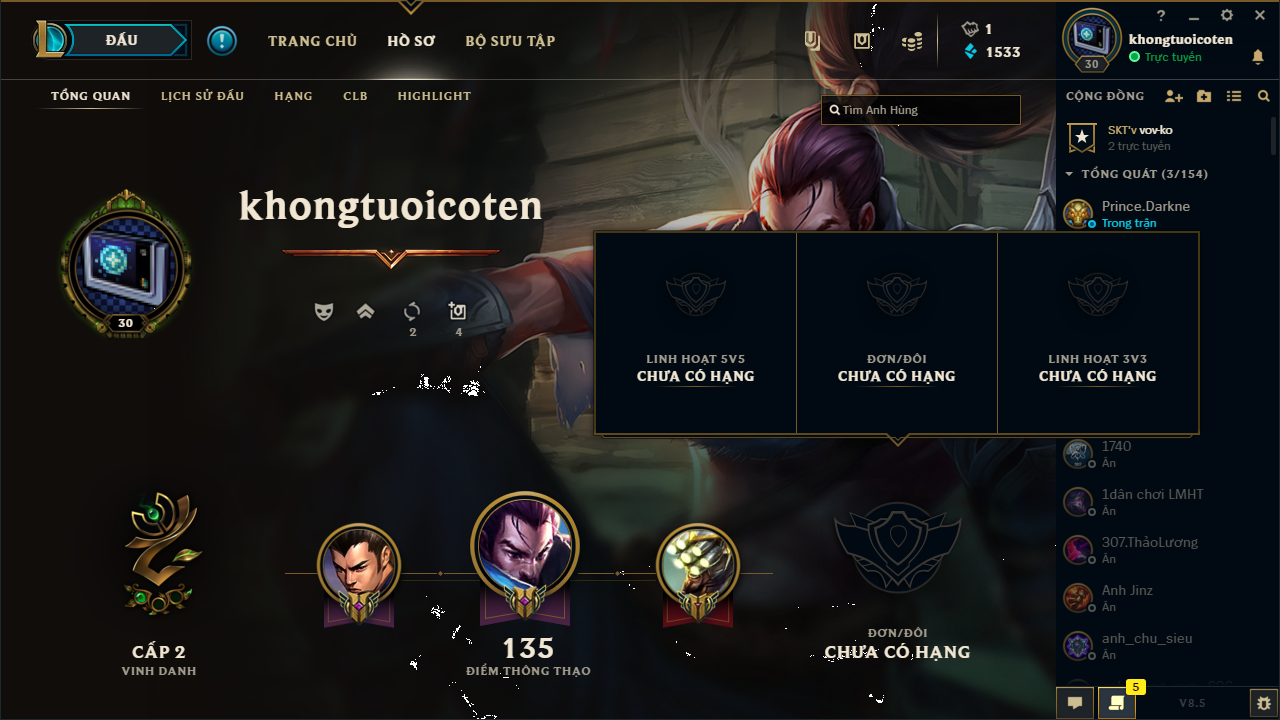 ĐẤU
!
TRANG CHỦ
HỒ SƠ
BỘ SƯU TẬP
1
1533
?
khongtuoicoten
Trực tuyến
30
TỔNG QUAN
LỊCH SỬ ĐẤU
HẠNG
CLB
HIGHLIGHT
Tìm Anh Hùng
CỘNG ĐỒNG
SKT'v vov-ko
2 trực tuyến
TỔNG QUÁT (3/154)
Prince.Darkne
Trong trận
khongtuoicoten
30
2
4
LINH HOẠT 5V5
CHƯA CÓ HẠNG
ĐƠN/ĐÔI
CHƯA CÓ HẠNG
LINH HOẠT 3V3
CHƯA CÓ HẠNG
1740
Ẩn
1dân chơi LMHT
Ẩn
307.ThảoLương
Ẩn
Anh Jinz
Ẩn
anh_chu_sieu
Ẩn
CẤP 2
VINH DANH
135
ĐIỂM THÔNG THẠO
ĐƠN/ĐÔI
CHƯA CÓ HẠNG
5
V8.5